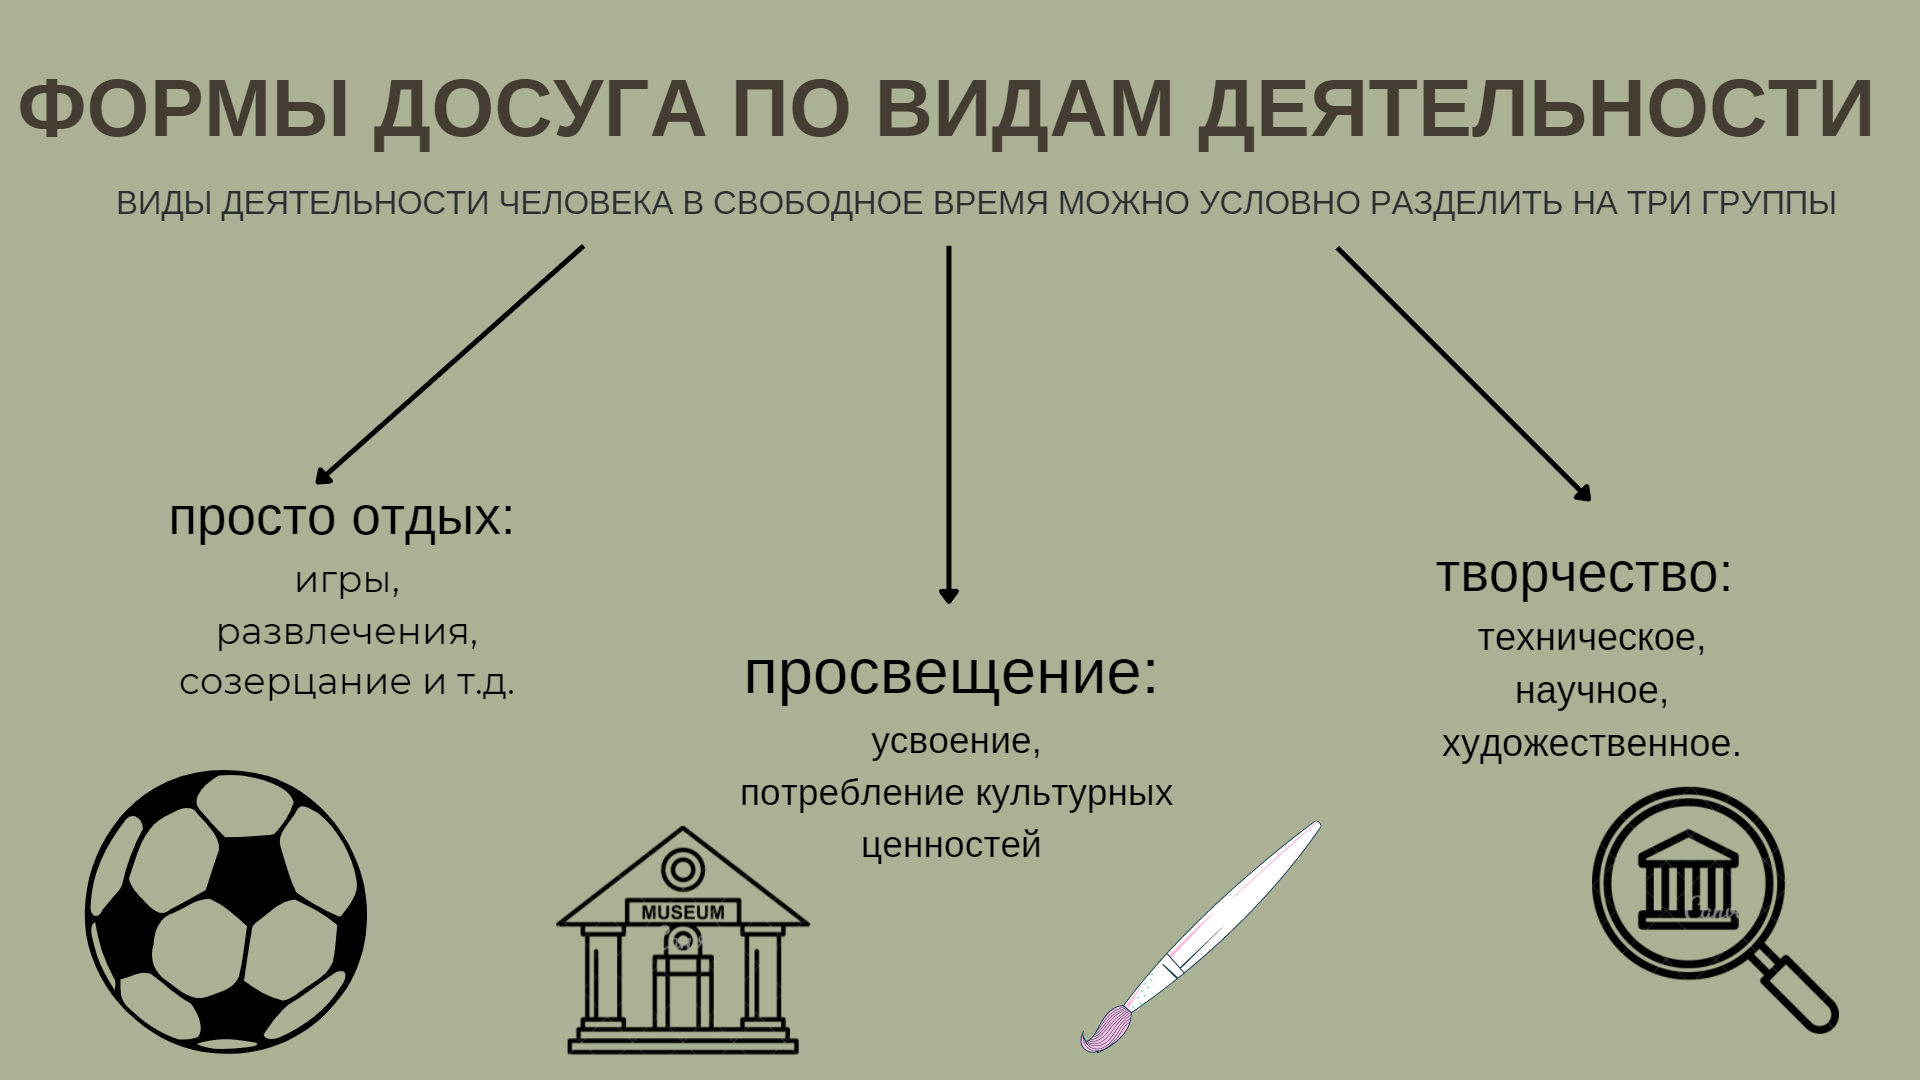 ФОРМЫ ДОСУГА ПО ВИДАМ ДЕЯТЕЛЬНОСТИ
ВИДЫ ДЕЯТЕЛЬНОСТИ ЧЕЛОВЕКА В СВОБОДНОЕ ВРЕМЯ МОЖНО УСЛОВНО РАЗДЕЛИТЬ НА ТРИ ГРУППЫ
просто отдых:
игры,
развлечения,
созерцание и т.д.
просвещение:
усвоение,
потребление культурных
ценностей
творчество:
техническое,
научное,
художественное.
MUSEUM
Canva